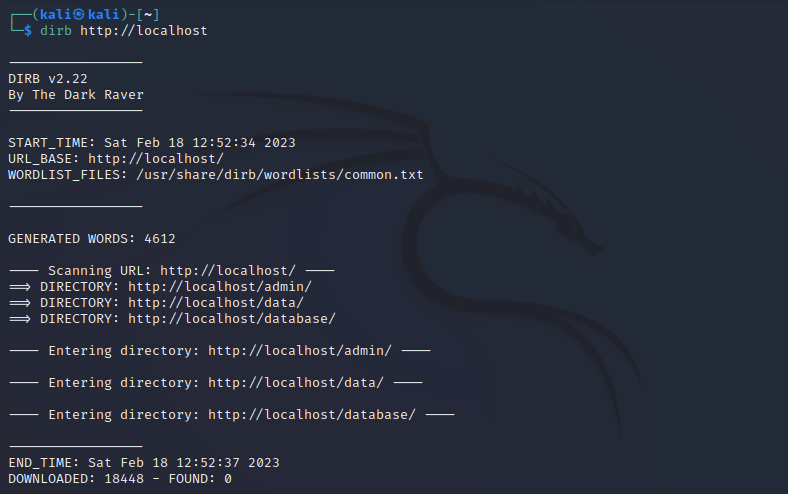 ┌──(kali㉿kali)-[~]
└─$ dirb http://localhost
-----------------
DIRB v2.22
By The Dark Raver
-----------------
START_TIME: Sat Feb 18 12:52:34 2023
URL_BASE: http://localhost/
WORDLIST_FILES: /usr/share/dirb/wordlists/common.txt
-----------------
GENERATED WORDS: 4612
---- Scanning URL: http://localhost/ ----
==> DIRECTORY: http://localhost/admin/
==> DIRECTORY: http://localhost/data/
==> DIRECTORY: http://localhost/database/
---- Entering directory: http://localhost/admin/ ----
---- Entering directory: http://localhost/data/ ----
---- Entering directory: http://localhost/database/ ----
-----------------
END_TIME: Sat Feb 18 12:52:37 2023
DOWNLOADED: 18448 - FOUND: 0